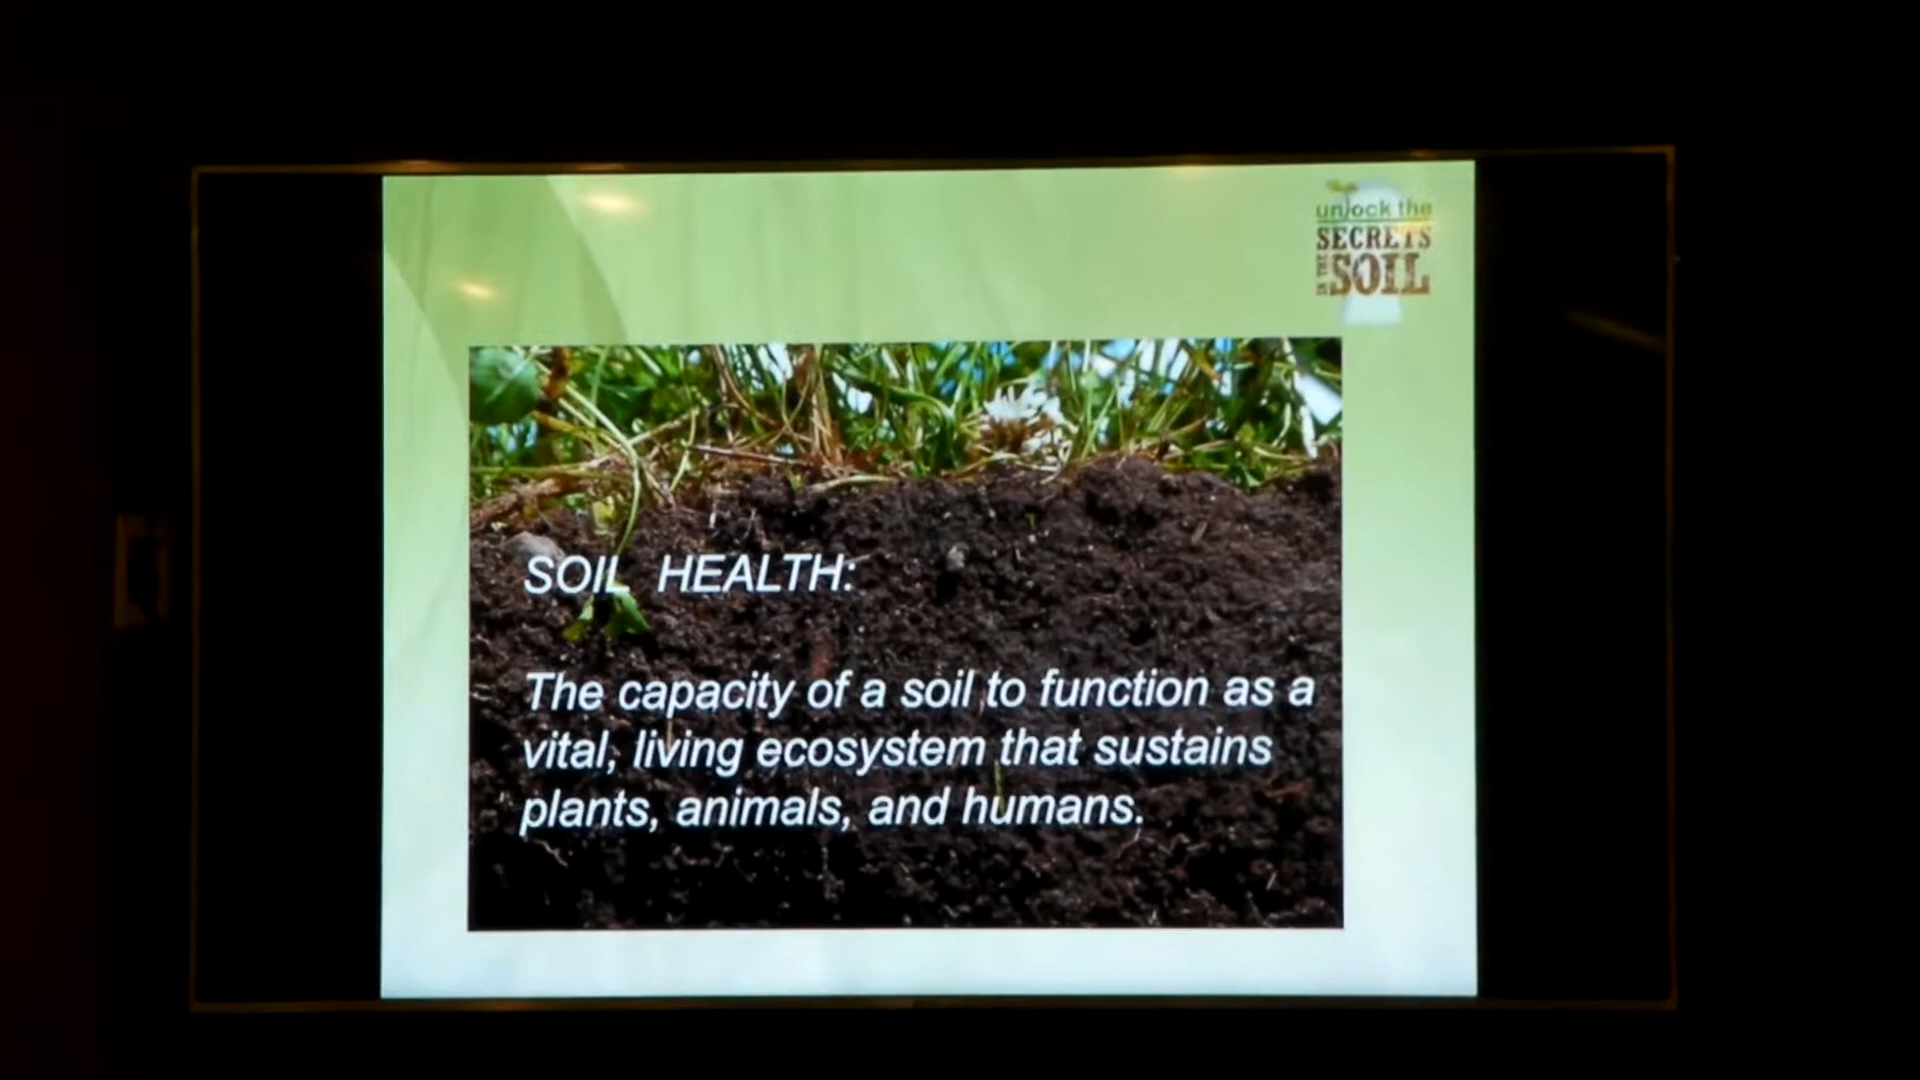 unlock the
SECRETS
IN THE
SOIL
SOIL HEALTH:
The capacity of a soil to function as a
vital, living ecosystem that sustains
plants, animals, and humans.